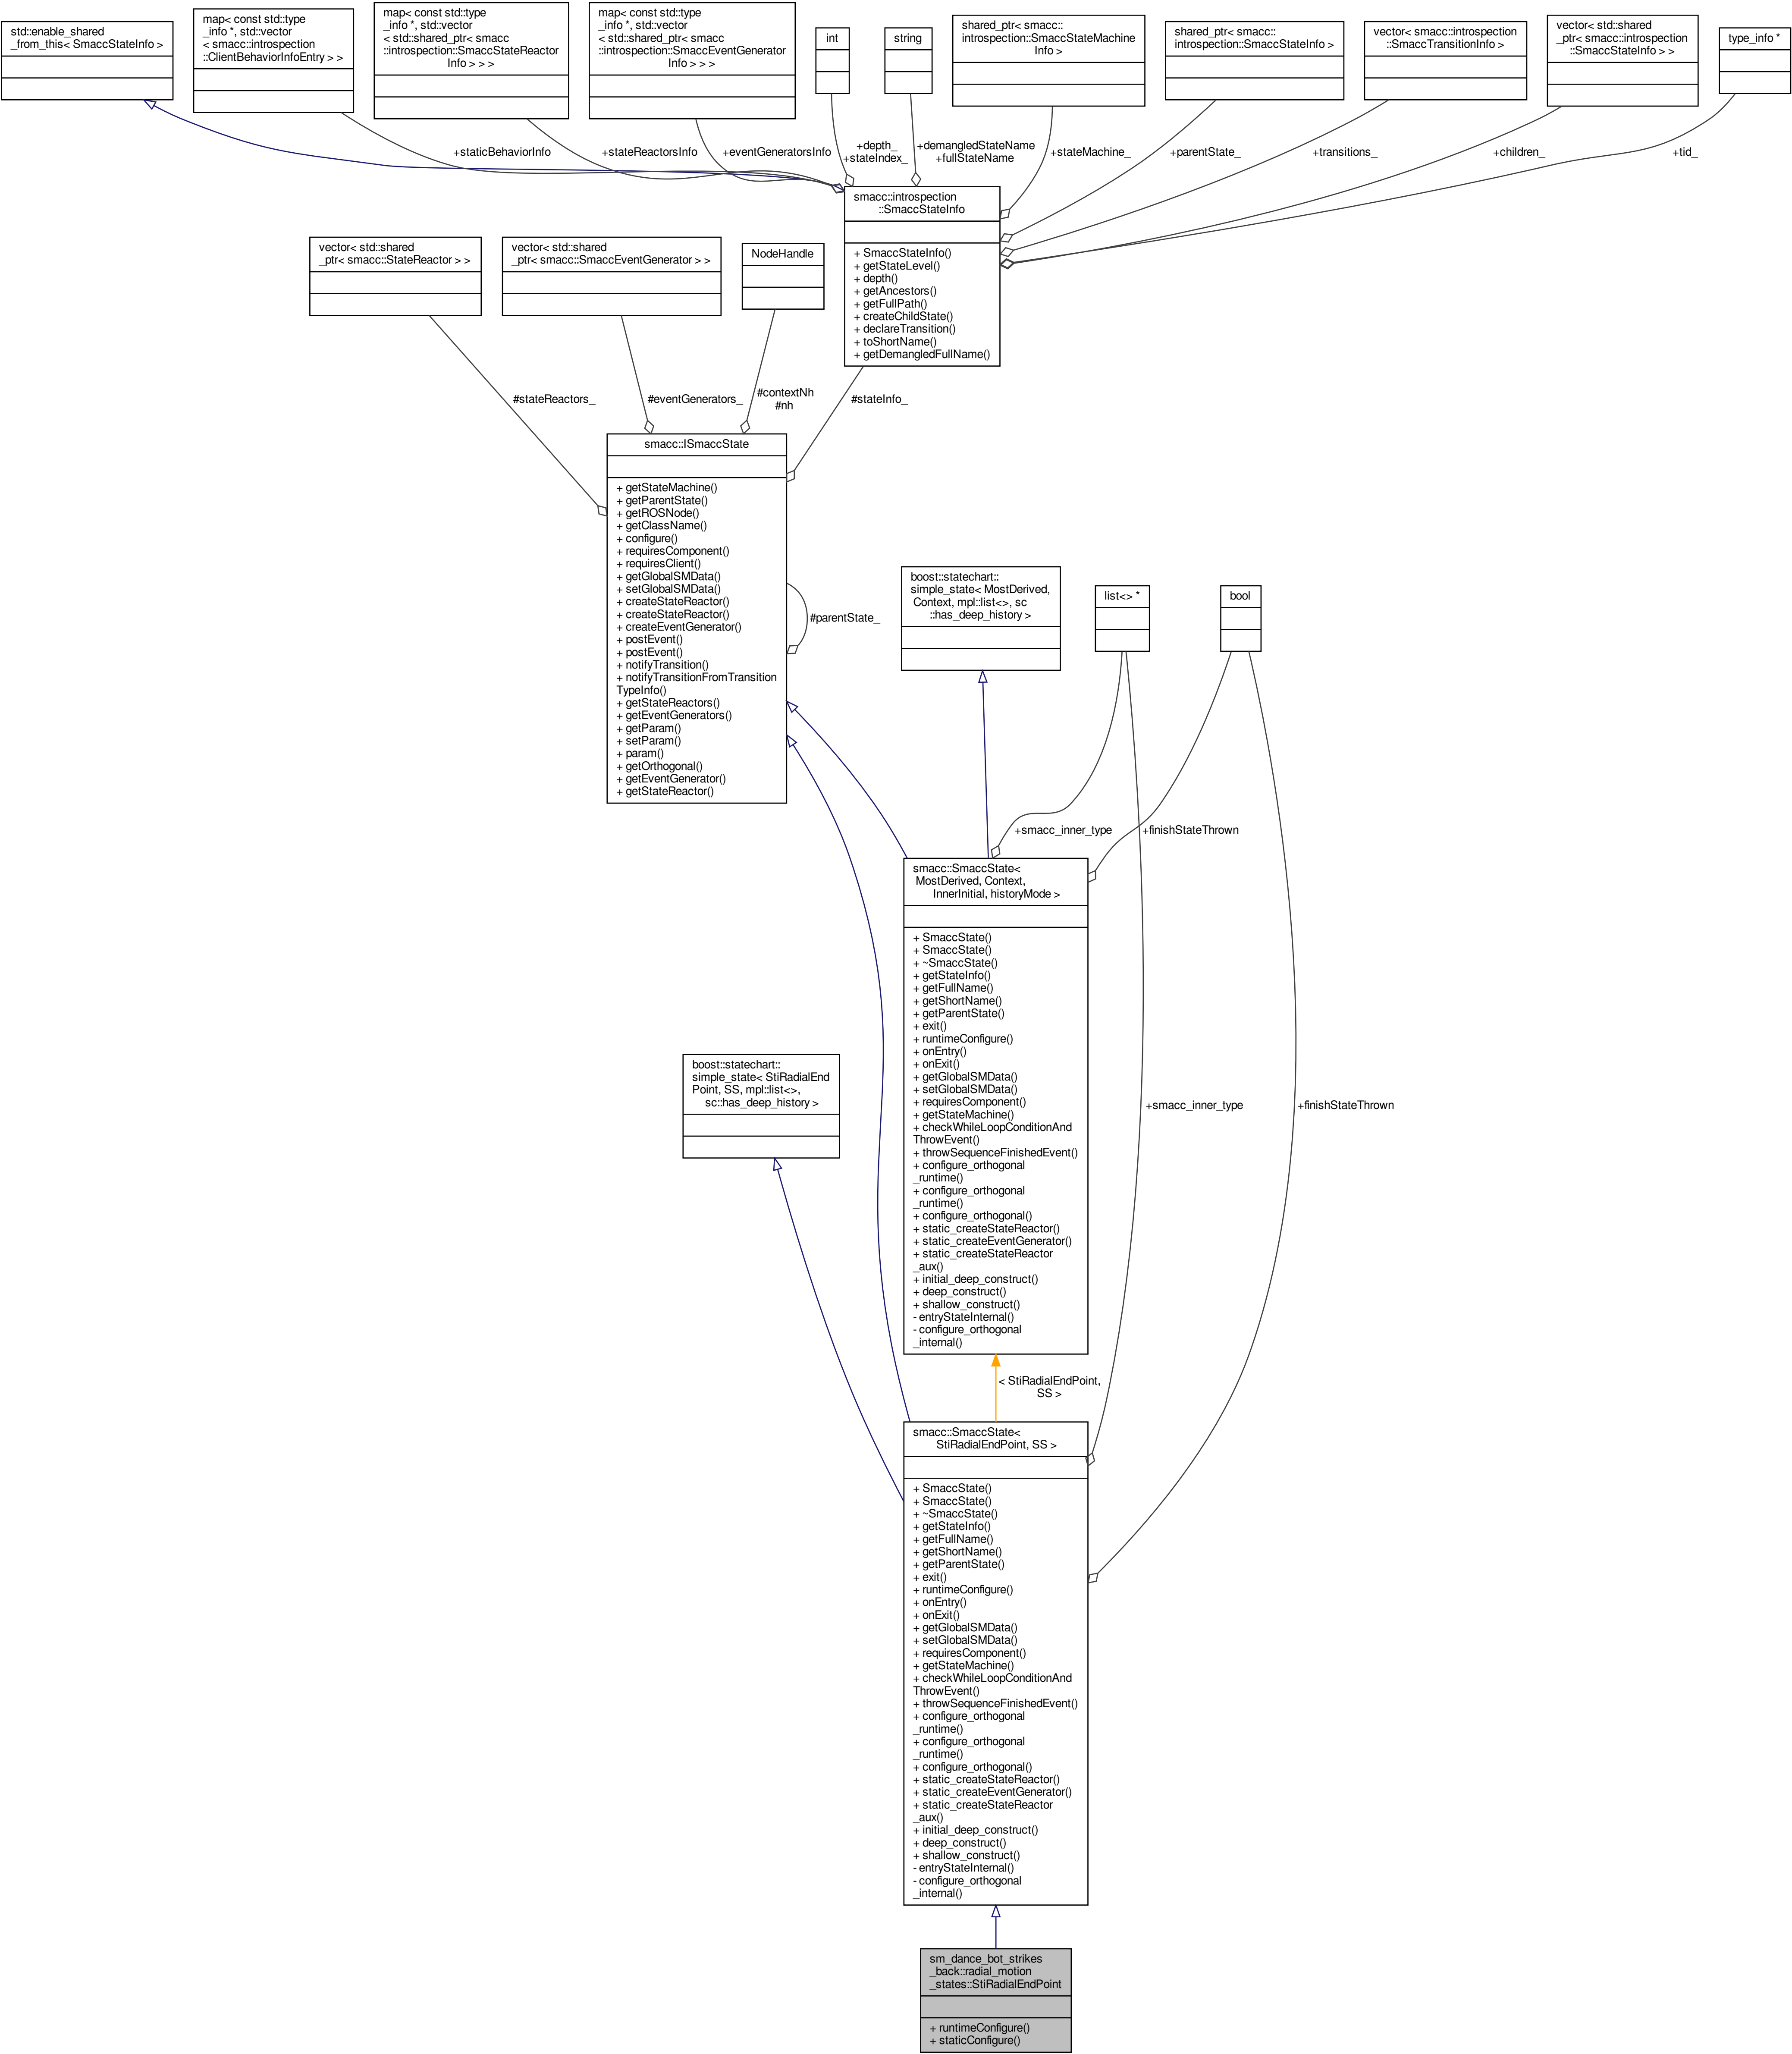 std::enable_shared
_from_this< SmaccStateInfo >
map< const std::type
_info *, std::vector
< smacc::introspection
::ClientBehaviorInfoEntry > >
map< const std::type
_info *, std::vector
< std::shared_ptr< smacc
::introspection::SmaccStateReactor
Info > > >
map< const std::type
_info *, std::vector
< std::shared_ptr< smacc
::introspection::SmaccEventGenerator
Info > > >
int
string
shared_ptr< smacc::
introspection::SmaccStateMachine
Info >
shared_ptr< smacc::
introspection::SmaccStateInfo >
vector< smacc::introspection
::SmaccTransitionInfo >
vector< std::shared
_ptr< smacc::introspection
::SmaccStateInfo > >
type_info *
+staticBehaviorInfo
+stateReactorsInfo
+eventGeneratorsInfo
+depth_
+stateIndex_
+demangledStateName
+fullStateName
+stateMachine_
+parentState_
+transitions_
+children_
+tid_
smacc::introspection
::SmaccStateInfo
+ SmaccStateInfo()
+ getStateLevel()
+ depth()
+ getAncestors()
+ getFullPath()
+ createChildState()
+ declareTransition()
+ toShortName()
+ getDemangledFullName()
vector< std::shared
_ptr< smacc::StateReactor > >
vector< std::shared
_ptr< smacc::SmaccEventGenerator > >
NodeHandle
#stateReactors_
#eventGenerators_
#contextNh
#nh
#stateInfo_
smacc::ISmaccState
+ getStateMachine()
+ getParentState()
+ getROSNode()
+ getClassName()
+ configure()
+ requiresComponent()
+ requiresClient()
+ getGlobalSMData()
+ setGlobalSMData()
+ createStateReactor()
+ createStateReactor()
+ createEventGenerator()
+ postEvent()
+ postEvent()
+ notifyTransition()
+ notifyTransitionFromTransition
TypeInfo()
+ getStateReactors()
+ getEventGenerators()
+ getParam()
+ setParam()
+ param()
+ getOrthogonal()
+ getEventGenerator()
+ getStateReactor()
#parentState_
boost::statechart::
simple_state< MostDerived,
Context, mpl::list<>, sc
::has_deep_history >
list<> *
bool
+smacc_inner_type
+finishStateThrown
smacc::SmaccState<
MostDerived, Context,
InnerInitial, historyMode >
+ SmaccState()
+ SmaccState()
+ ~SmaccState()
+ getStateInfo()
+ getFullName()
+ getShortName()
+ getParentState()
+ exit()
+ runtimeConfigure()
+ onEntry()
+ onExit()
+ getGlobalSMData()
+ setGlobalSMData()
+ requiresComponent()
+ getStateMachine()
+ checkWhileLoopConditionAnd
ThrowEvent()
+ throwSequenceFinishedEvent()
+ configure_orthogonal
_runtime()
+ configure_orthogonal
_runtime()
+ configure_orthogonal()
+ static_createStateReactor()
+ static_createEventGenerator()
+ static_createStateReactor
_aux()
+ initial_deep_construct()
+ deep_construct()
+ shallow_construct()
- entryStateInternal()
- configure_orthogonal
_internal()
boost::statechart::
simple_state< StiRadialEnd
Point, SS, mpl::list<>,
sc::has_deep_history >
+smacc_inner_type
+finishStateThrown
< StiRadialEndPoint,
SS >
smacc::SmaccState<
StiRadialEndPoint, SS >
+ SmaccState()
+ SmaccState()
+ ~SmaccState()
+ getStateInfo()
+ getFullName()
+ getShortName()
+ getParentState()
+ exit()
+ runtimeConfigure()
+ onEntry()
+ onExit()
+ getGlobalSMData()
+ setGlobalSMData()
+ requiresComponent()
+ getStateMachine()
+ checkWhileLoopConditionAnd
ThrowEvent()
+ throwSequenceFinishedEvent()
+ configure_orthogonal
_runtime()
+ configure_orthogonal
_runtime()
+ configure_orthogonal()
+ static_createStateReactor()
+ static_createEventGenerator()
+ static_createStateReactor
_aux()
+ initial_deep_construct()
+ deep_construct()
+ shallow_construct()
- entryStateInternal()
- configure_orthogonal
_internal()
sm_dance_bot_strikes
_back::radial_motion
_states::StiRadialEndPoint
+ runtimeConfigure()
+ staticConfigure()